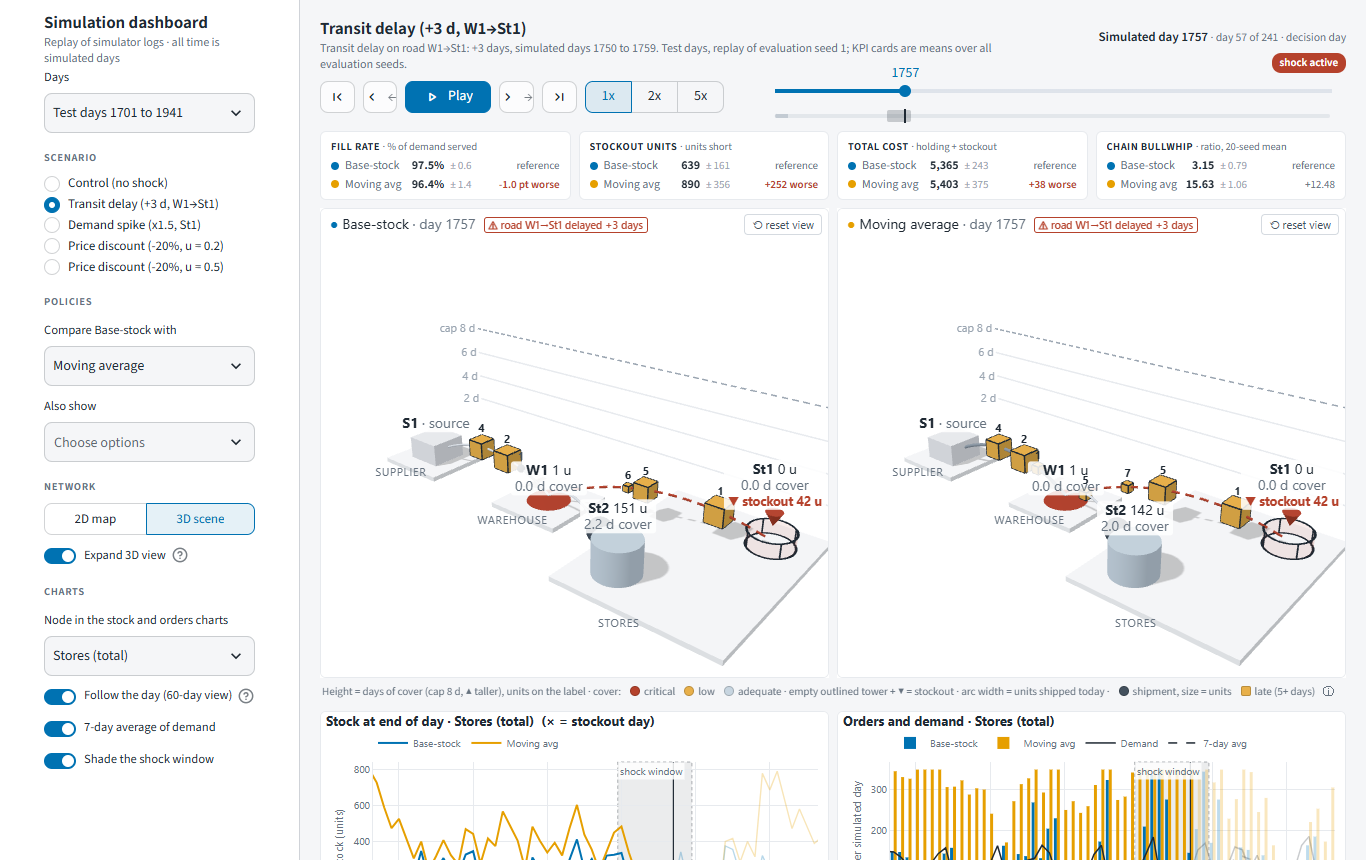 Simulation dashboard
Replay of simulator logs · all time is
simulated days
Days
Test days 1701 to 1941
SCENARIO
Control (no shock)
Transit delay (+3 d, W1→St1)
Demand spike (x1.5, St1)
Price discount (-20%, u = 0.2)
Price discount (-20%, u = 0.5)
POLICIES
Compare Base-stock with
Moving average
Also show
Choose options
NETWORK
2D map 3D scene
Expand 3D view
CHARTS
Node in the stock and orders charts
Stores (total)
Follow the day (60-day view)
7-day average of demand
Shade the shock window
Transit delay (+3 d, W1→St1)
Transit delay on road W1→St1: +3 days, simulated days 1750 to 1759. Test days, replay of evaluation seed 1; KPI cards are means over all
evaluation seeds.
Simulated day 1757 · day 57 of 241 · decision day
shock active
Play
1x 2x 5x
1757
FILL RATE · % of demand served
Base-stock 97.5% ± 0.6 reference
Moving avg 96.4% ± 1.4 -1.0 pt worse
STOCKOUT UNITS · units short
Base-stock 639 ± 161 reference
Moving avg 890 ± 356 +252 worse
TOTAL COST · holding + stockout
Base-stock 5,365 ± 243 reference
Moving avg 5,403 ± 375 +38 worse
CHAIN BULLWHIP · ratio, 20-seed mean
Base-stock 3.15 ± 0.79 reference
Moving avg 15.63 ± 1.06 +12.48
Base-stock · day 1757
road W1→St1 delayed +3 days
reset view
cap 8 d
6 d
4 d
2 d
S1 · source
4
2
SUPPLIER
W1 1 u
0.0 d cover
WAREHOUSE
6
5
St2 151 u
2.2 d cover
1
St1 0 u
0.0 d cover
stockout 42 u
STORES
Moving average · day 1757
road W1→St1 delayed +3 days
reset view
cap 8 d
6 d
4 d
2 d
S1 · source
4
2
SUPPLIER
W1 1 u
0.0 d cover
5
WAREHOUSE
7
5
St2 142 u
2.0 d cover
1
St1 0 u
0.0 d cover
stockout 42 u
STORES
Height = days of cover (cap 8 d, ▲ taller), units on the label · cover: critical low adequate · empty outlined tower + ▼ = stockout · arc width = units shipped today · shipment, size = units late (5+ days)
Stock at end of day · Stores (total) (× = stockout day)
Base-stock Moving avg
shock window
800
600
400
(units)
Orders and demand · Stores (total)
Base-stock Moving avg Demand 7-day avg
shock window
300
200
simulated day